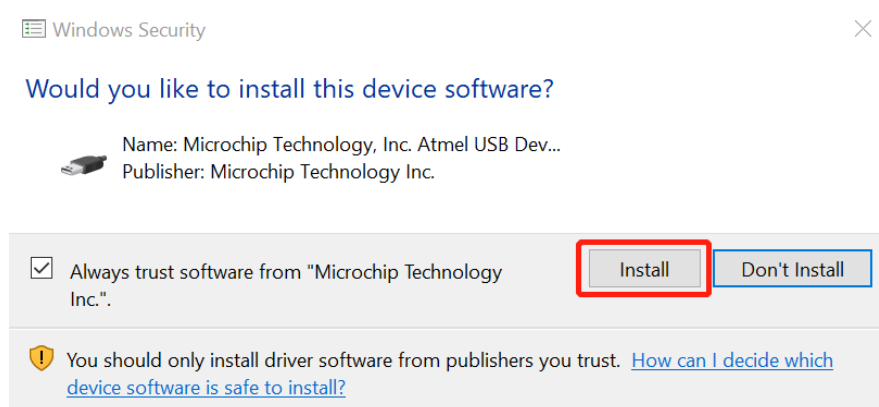 Windows Security
Would you like to install this device software?
Name: Microchip Technology, Inc. Atmel USB Dev...
Publisher: Microchip Technology Inc.
Always trust software from "Microchip Technology
Inc.".
Install
Don't Install
You should only install driver software from publishers you trust. How can I decide which
device software is safe to install?